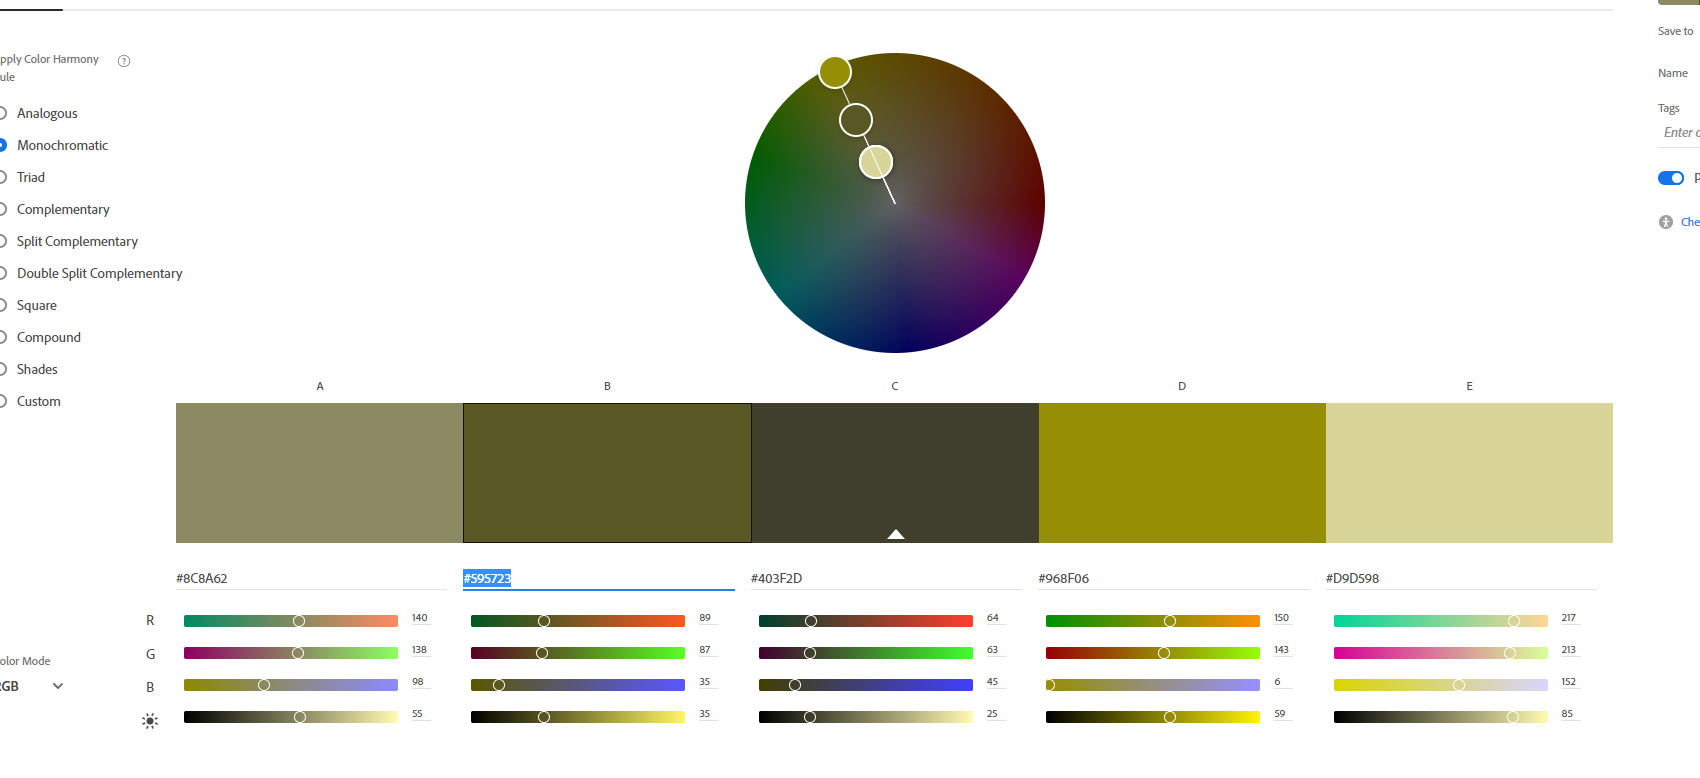 Save to
pply Color Harmony
ule
Name
Tags
Enter c
Analogous
Monochromatic
Triad
P
Complementary
Che
Split Complementary
Double Split Complementary
Square
Compound
Shades
Custom
A B C D E
#8C8A62 #595723 #403F2D #968F06 #D9D598
R 140 89 64 150 217
G 138 87 63 143 213
olor Mode
GB
B 98 35 45 6 152
55 35 25 59 85